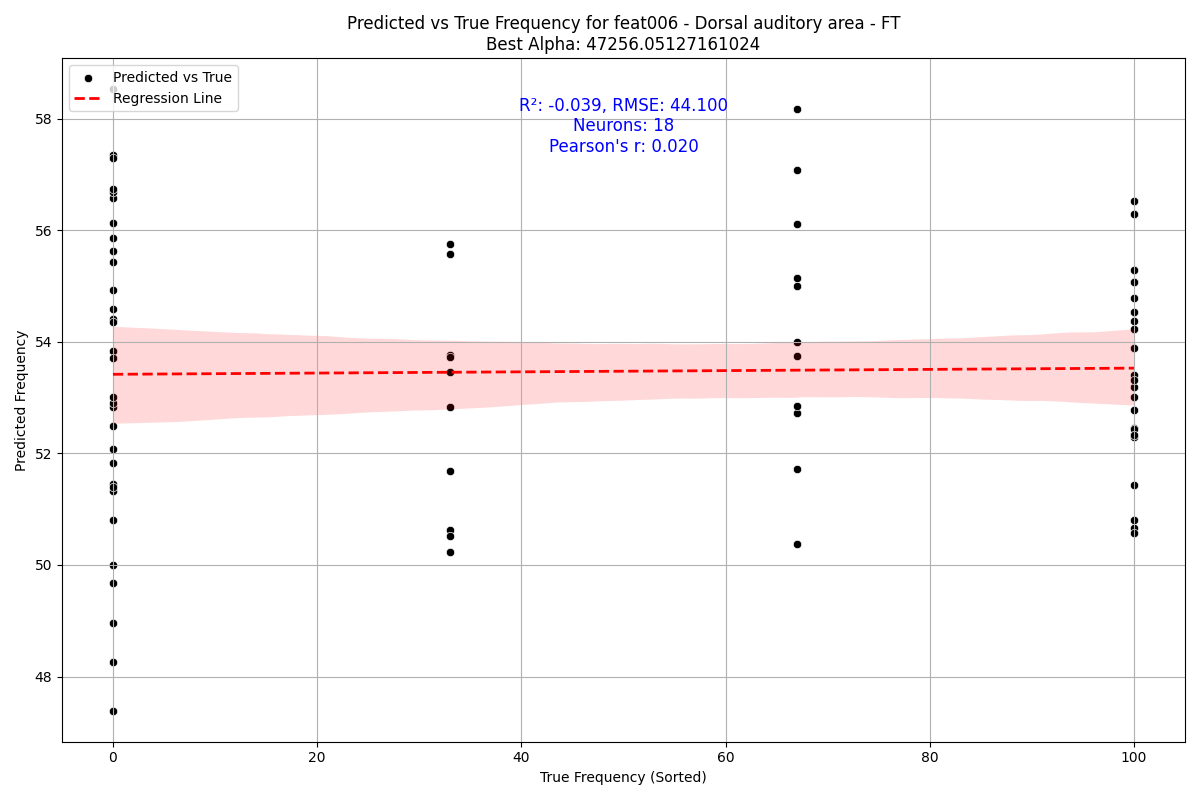 Predicted vs True Frequency for feat006 - Dorsal auditory area - FT
Best Alpha: 47256.05127161024
Predicted vs True
Regression Line
R²: -0.039, RMSE: 44.100
Neurons: 18
Pearson's r: 0.020
Predicted Frequency
58
56
54
52
50
48
0 20 40 60 80 100
True Frequency (Sorted)